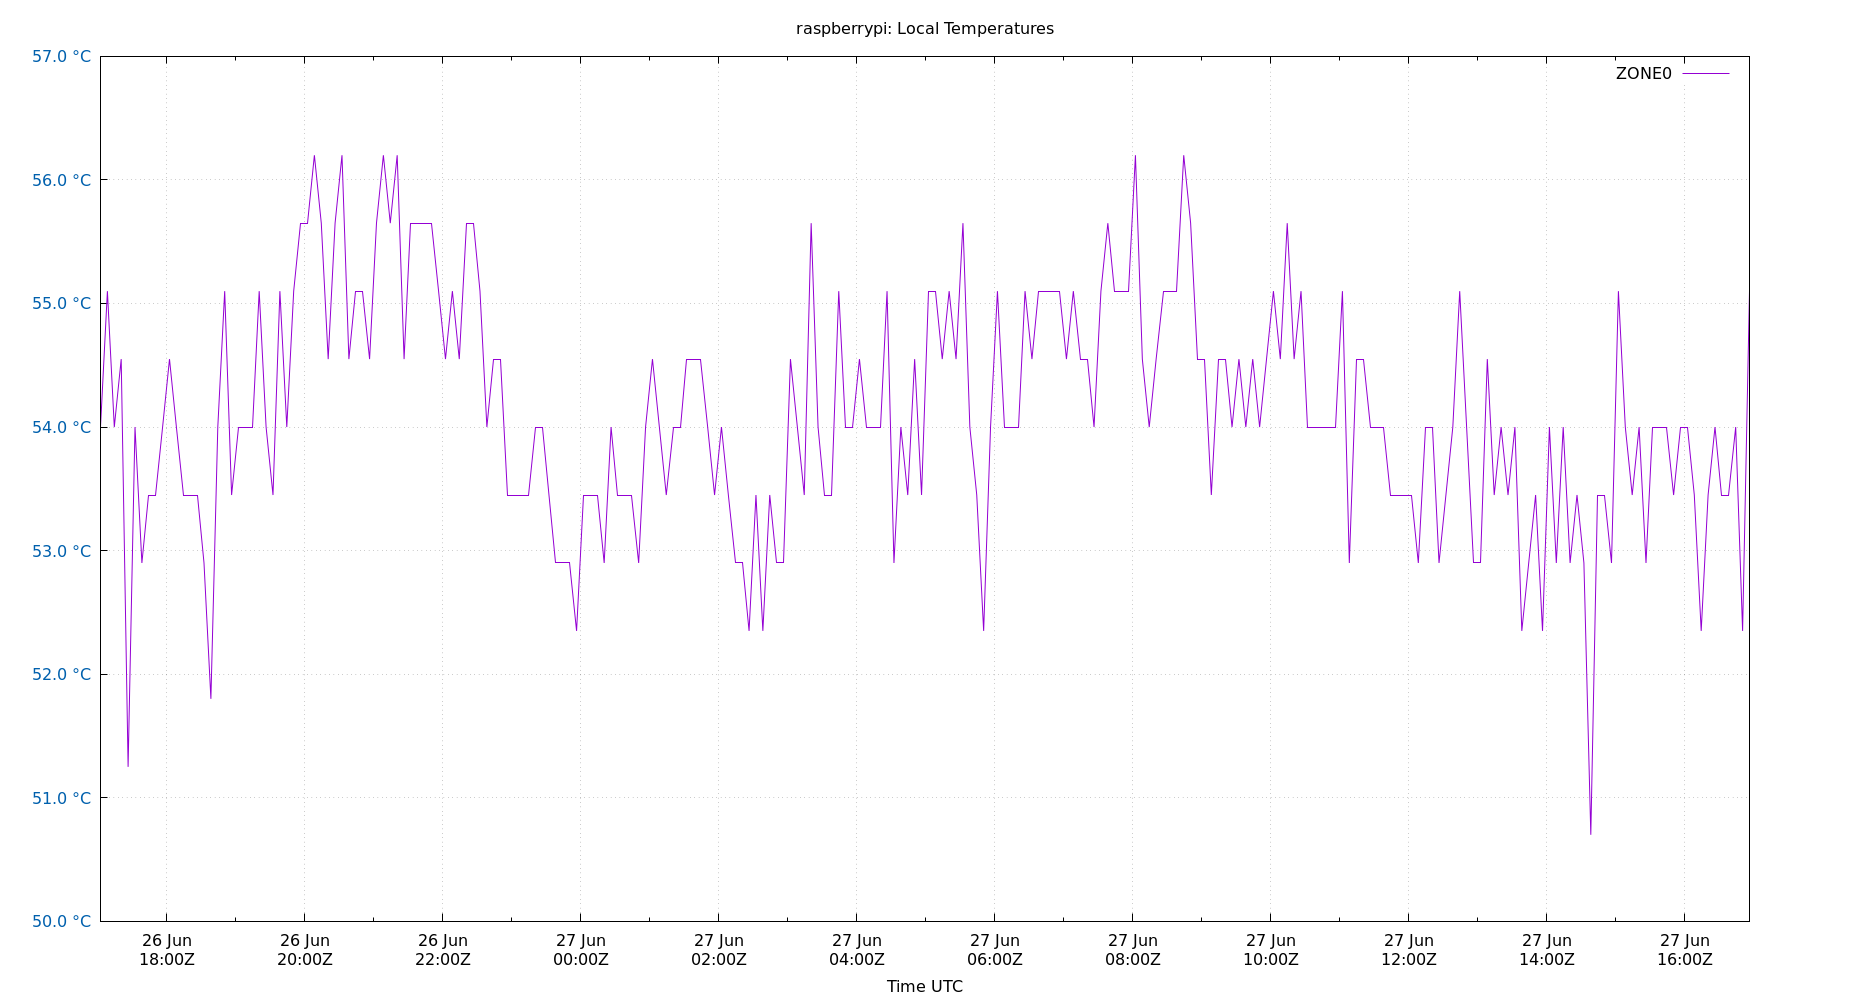 raspberrypi: Local Temperatures
57.0 °C
ZONE0
56.0 °C
55.0 °C
54.0 °C
53.0 °C
52.0 °C
51.0 °C
50.0 °C
26 Jun 26 Jun 26 Jun 27 Jun 27 Jun 27 Jun 27 Jun 27 Jun 27 Jun 27 Jun 27 Jun 27 Jun
18:00Z 20:00Z 22:00Z 00:00Z 02:00Z 04:00Z 06:00Z 08:00Z 10:00Z 12:00Z 14:00Z 16:00Z
Time UTC